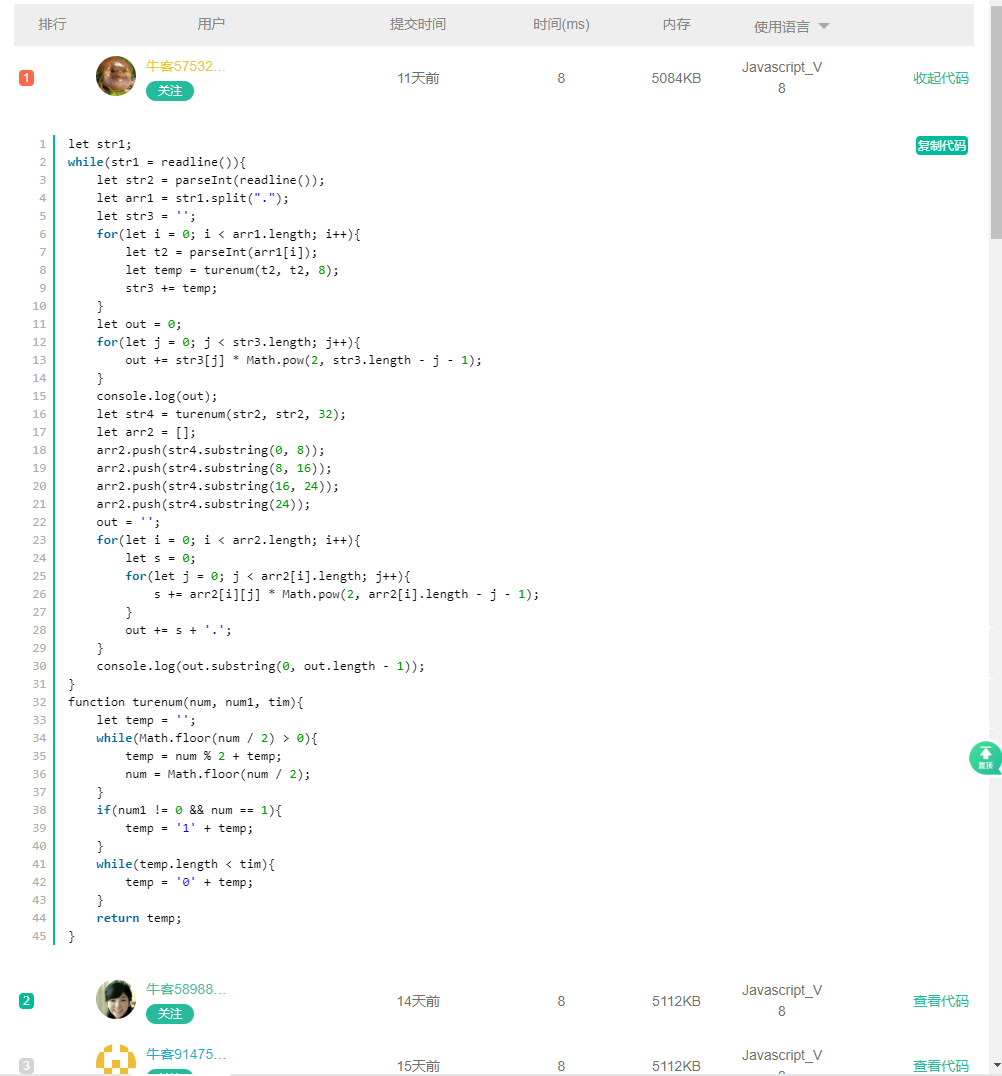 排行 用户 提交时间 时间(ms) 内存 使用语言
1 牛客57532... 关注 11天前 8 5084KB Javascript_V8 收起代码
复制代码
1 let str1;
2 while(str1 = readline()){
3     let str2 = parseInt(readline());
4     let arr1 = str1.split(".");
5     let str3 = '';
6     for(let i = 0; i < arr1.length; i++){
7         let t2 = parseInt(arr1[i]);
8         let temp = turenum(t2, t2, 8);
9         str3 += temp;
10     }
11     let out = 0;
12     for(let j = 0; j < str3.length; j++){
13         out += str3[j] * Math.pow(2, str3.length - j - 1);
14     }
15     console.log(out);
16     let str4 = turenum(str2, str2, 32);
17     let arr2 = [];
18     arr2.push(str4.substring(0, 8));
19     arr2.push(str4.substring(8, 16));
20     arr2.push(str4.substring(16, 24));
21     arr2.push(str4.substring(24));
22     out = '';
23     for(let i = 0; i < arr2.length; i++){
24         let s = 0;
25         for(let j = 0; j < arr2[i].length; j++){
26             s += arr2[i][j] * Math.pow(2, arr2[i].length - j - 1);
27         }
28         out += s + '.';
29     }
30     console.log(out.substring(0, out.length - 1));
31 }
32 function turenum(num, num1, tim){
33     let temp = '';
34     while(Math.floor(num / 2) > 0){
35         temp = num % 2 + temp;
36         num = Math.floor(num / 2);
37     }
38     if(num1 != 0 && num == 1){
39         temp = '1' + temp;
40     }
41     while(temp.length < tim){
42         temp = '0' + temp;
43     }
44     return temp;
45 }
置顶
2 牛客58988... 关注 14天前 8 5112KB Javascript_V8 查看代码
3 牛客91475... 15天前 8 5112KB Javascript_V 查看代码